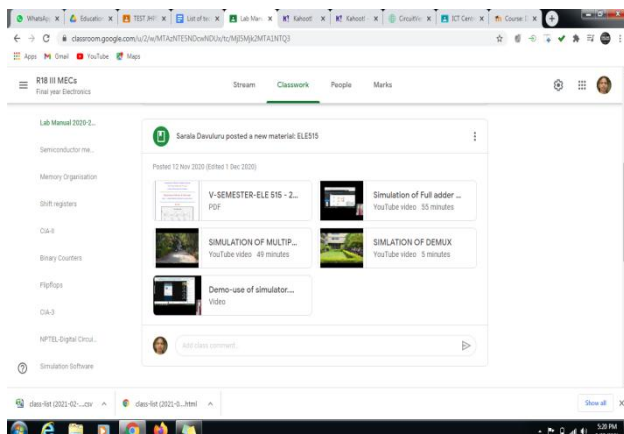 WhatsApp
Education
TEST
List of
Lab Man
Kahoot!
Kahoot!
CircuitVe
ICT Cent
Course
classroom.google.com/u/2/w/
Apps
Gmail
YouTube
Maps
R18 III MECs
Final year Electronics
Stream
Classwork
People
Marks
Lab Manual 2020-2...
Semiconductor me...
Memory Organisation
Shift registers
CIA-II
Binary Counters
Flipflops
CIA-3
NPTEL-Digital Circui...
Simulation Software
Sarala Davuluru posted a new material: ELE515
Posted 12 Nov 2020 (Edited 1 Dec 2020)
V-SEMESTER-ELE 515 - 2...
PDF
Simulation of Full adder ...
YouTube video 55 minutes
SIMULATION OF MULTIP...
YouTube video 49 minutes
SIMLATION OF DEMUX
YouTube video 5 minutes
Demo-use of simulator....
Video
Add class comment...
class-list (2021-02-....csv
class-list (2021-0...html
Show all
5:20 PM